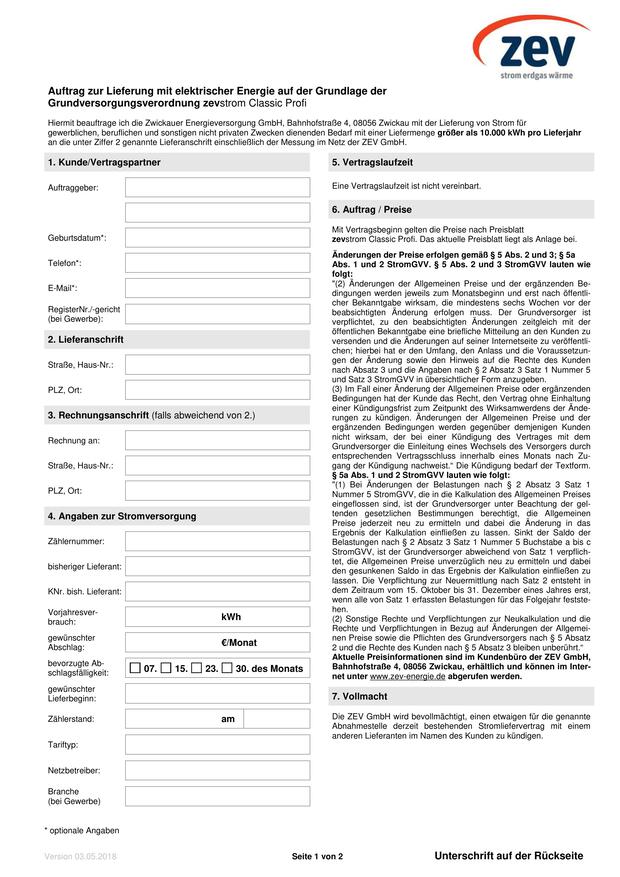 zev
strom erdgas wärme
Auftrag zur Lieferung mit elektrischer Energie auf der Grundlage der
Grundversorgungsverordnung zevstrom Classic Profi
Hiermit beauftrage ich die Zwickauer Energieversorgung GmbH, Bahnhofstraße 4, 08056 Zwickau mit der Lieferung von Strom für
gewerblichen, beruflichen und sonstigen nicht privaten Zwecken dienenden Bedarf mit einer Liefermenge größer als 10.000 kWh pro Lieferjahr
an die unter Ziffer 2 genannte Lieferanschrift einschließlich der Messung im Netz der ZEV GmbH.
1. Kunde/Vertragspartner
Auftraggeber:
Geburtsdatum*:
Telefon*:
E-Mail*:
RegisterNr./-gericht
(bei Gewerbe):
2. Lieferanschrift
Straße, Haus-Nr.:
PLZ, Ort:
3. Rechnungsanschrift (falls abweichend von 2.)
Rechnung an:
Straße, Haus-Nr.:
PLZ, Ort:
4. Angaben zur Stromversorgung
Zählernummer:
bisheriger Lieferant:
KNr. bish. Lieferant:
Vorjahresver-
brauch:
kWh
gewünschter
Abschlag:
€/Monat
bevorzugte Ab-
schlagsfälligkeit:
07. 15. 23. 30. des Monats
gewünschter
Lieferbeginn:
Zählerstand:
am
Tariftyp:
Netzbetreiber:
Branche
(bei Gewerbe)
* optionale Angaben
5. Vertragslaufzeit
Eine Vertragslaufzeit ist nicht vereinbart.
6. Auftrag / Preise
Mit Vertragsbeginn gelten die Preise nach Preisblatt
zevstrom Classic Profi. Das aktuelle Preisblatt liegt als Anlage bei.
Änderungen der Preise erfolgen gemäß § 5 Abs. 2 und 3; § 5a
Abs. 1 und 2 StromGVV. § 5 Abs. 2 und 3 StromGVV lauten wie
folgt:
"(2) Änderungen der Allgemeinen Preise und der ergänzenden Be-
dingungen werden jeweils zum Monatsbeginn und erst nach öffentli-
cher Bekanntgabe wirksam, die mindestens sechs Wochen vor der
beabsichtigten Änderung erfolgen muss. Der Grundversorger ist
verpflichtet, zu den beabsichtigten Änderungen zeitgleich mit der
öffentlichen Bekanntgabe eine briefliche Mitteilung an den Kunden zu
versenden und die Änderungen auf seiner Internetseite zu veröffentli-
chen; hierbei hat er den Umfang, den Anlass und die Voraussetzun-
gen der Änderung sowie den Hinweis auf die Rechte des Kunden
nach Absatz 3 und die Angaben nach § 2 Absatz 3 Satz 1 Nummer 5
und Satz 3 StromGVV in übersichtlicher Form anzugeben.
(3) Im Fall einer Änderung der Allgemeinen Preise oder ergänzenden
Bedingungen hat der Kunde das Recht, den Vertrag ohne Einhaltung
einer Kündigungsfrist zum Zeitpunkt des Wirksamwerdens der Ände-
rungen zu kündigen. Änderungen der Allgemeinen Preise und der
ergänzenden Bedingungen werden gegenüber demjenigen Kunden
nicht wirksam, der bei einer Kündigung des Vertrages mit dem
Grundversorger die Einleitung eines Wechsels des Versorgers durch
entsprechenden Vertragsschluss innerhalb eines Monats nach Zu-
gang der Kündigung nachweist." Die Kündigung bedarf der Textform.
§ 5a Abs. 1 und 2 StromGVV lauten wie folgt:
"(1) Bei Änderungen der Belastungen nach § 2 Absatz 3 Satz 1
Nummer 5 StromGVV, die in die Kalkulation des Allgemeinen Preises
eingeflossen sind, ist der Grundversorger unter Beachtung der gel-
tenden gesetzlichen Bestimmungen berechtigt, die Allgemeinen
Preise jederzeit neu zu ermitteln und dabei die Änderung in das
Ergebnis der Kalkulation einfließen zu lassen. Sinkt der Saldo der
Belastungen nach § 2 Absatz 3 Satz 1 Nummer 5 Buchstabe a bis c
StromGVV, ist der Grundversorger abweichend von Satz 1 verpflich-
tet, die Allgemeinen Preise unverzüglich neu zu ermitteln und dabei
den gesunkenen Saldo in das Ergebnis der Kalkulation einfließen zu
lassen. Die Verpflichtung zur Neuermittlung nach Satz 2 entsteht in
dem Zeitraum vom 15. Oktober bis 31. Dezember eines Jahres erst,
wenn alle von Satz 1 erfassten Belastungen für das Folgejahr festste-
hen.
(2) Sonstige Rechte und Verpflichtungen zur Neukalkulation und die
Rechte und Verpflichtungen in Bezug auf Änderungen der Allgemei-
nen Preise sowie die Pflichten des Grundversorgers nach § 5 Absatz
2 und die Rechte des Kunden nach § 5 Absatz 3 bleiben unberührt."
Aktuelle Preisinformationen sind im Kundenbüro der ZEV GmbH,
Bahnhofstraße 4, 08056 Zwickau, erhältlich und können im Inter-
net unter www.zev-energie.de abgerufen werden.
7. Vollmacht
Die ZEV GmbH wird bevollmächtigt, einen etwaigen für die genannte
Abnahmestelle derzeit bestehenden Stromliefervertrag mit einem
anderen Lieferanten im Namen des Kunden zu kündigen.
Version 03.05.2018
Seite 1 von 2
Unterschrift auf der Rückseite